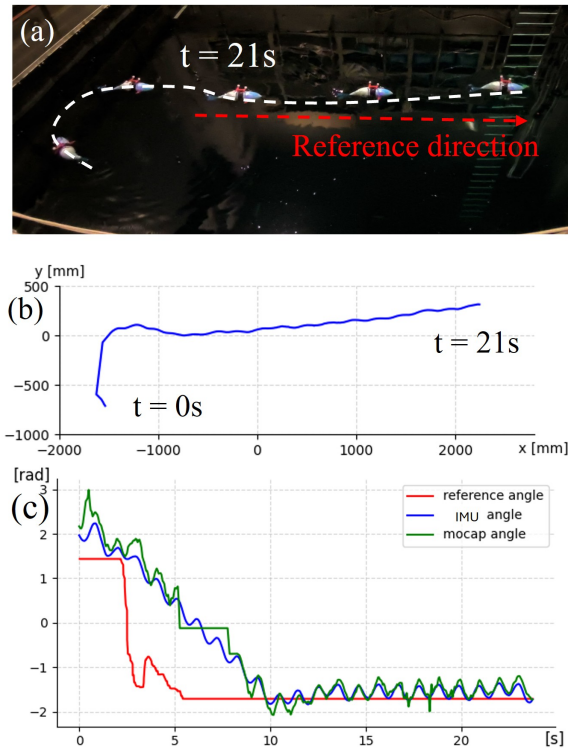 (a)
t = 21s
Reference direction
y [mm]
(b)
500
0
−500
−1000
t = 0s
t = 21s
−2000
−1000
0
1000
2000
x [mm]
[rad]
(c)
3
2
1
0
−1
−2
reference angle
IMU angle
mocap angle
0
5
10
15
20
[s]